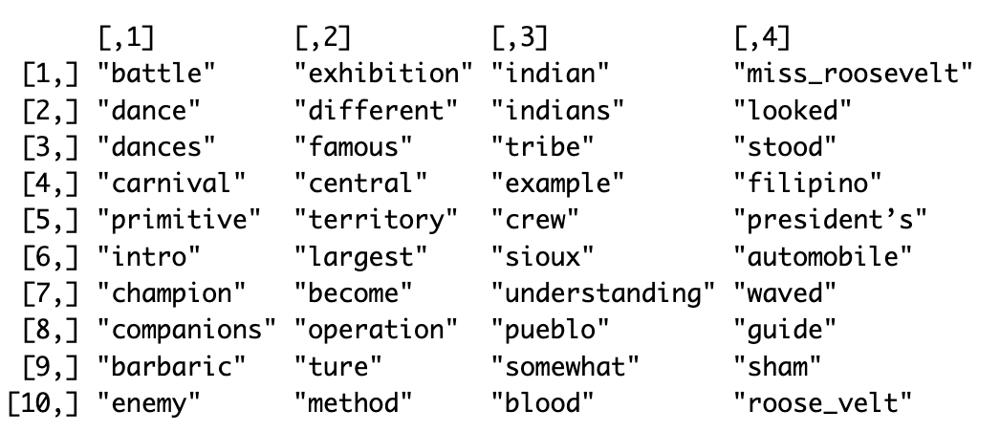 [,1] [,2] [,3] [,4]
[1,] "battle" "exhibition" "indian" "miss_roosevelt"
[2,] "dance" "different" "indians" "looked"
[3,] "dances" "famous" "tribe" "stood"
[4,] "carnival" "central" "example" "filipino"
[5,] "primitive" "territory" "crew" "president’s"
[6,] "intro" "largest" "sioux" "automobile"
[7,] "champion" "become" "understanding" "waved"
[8,] "companions" "operation" "pueblo" "guide"
[9,] "barbaric" "ture" "somewhat" "sham"
[10,] "enemy" "method" "blood" "roose_velt"